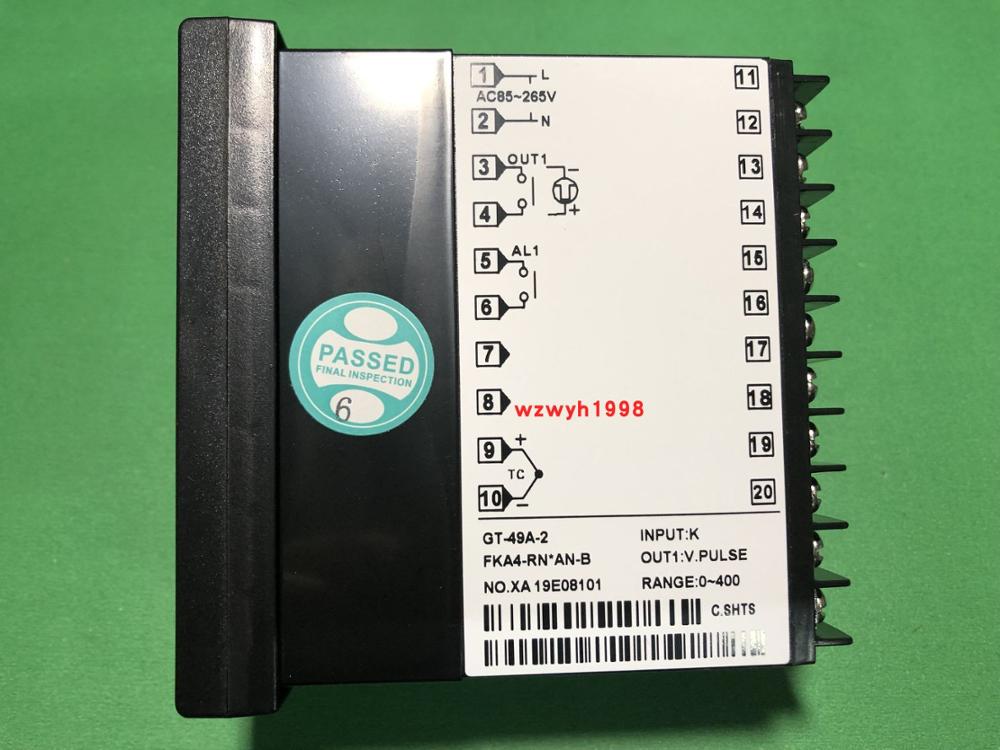 1 L 11
AC85~265V
2 N 12
3 OUT1 − 13
4 + 14
5 AL1 15
6 16
7 17
8 wzwyh1998 18
9 + 19
TC
10 − 20
PASSED
FINAL INSPECTION
6
GT-49A-2 INPUT:K
FKA4-RN*AN-B OUT1:V.PULSE
NO.XA 19E08101 RANGE:0~400
C.SHTS